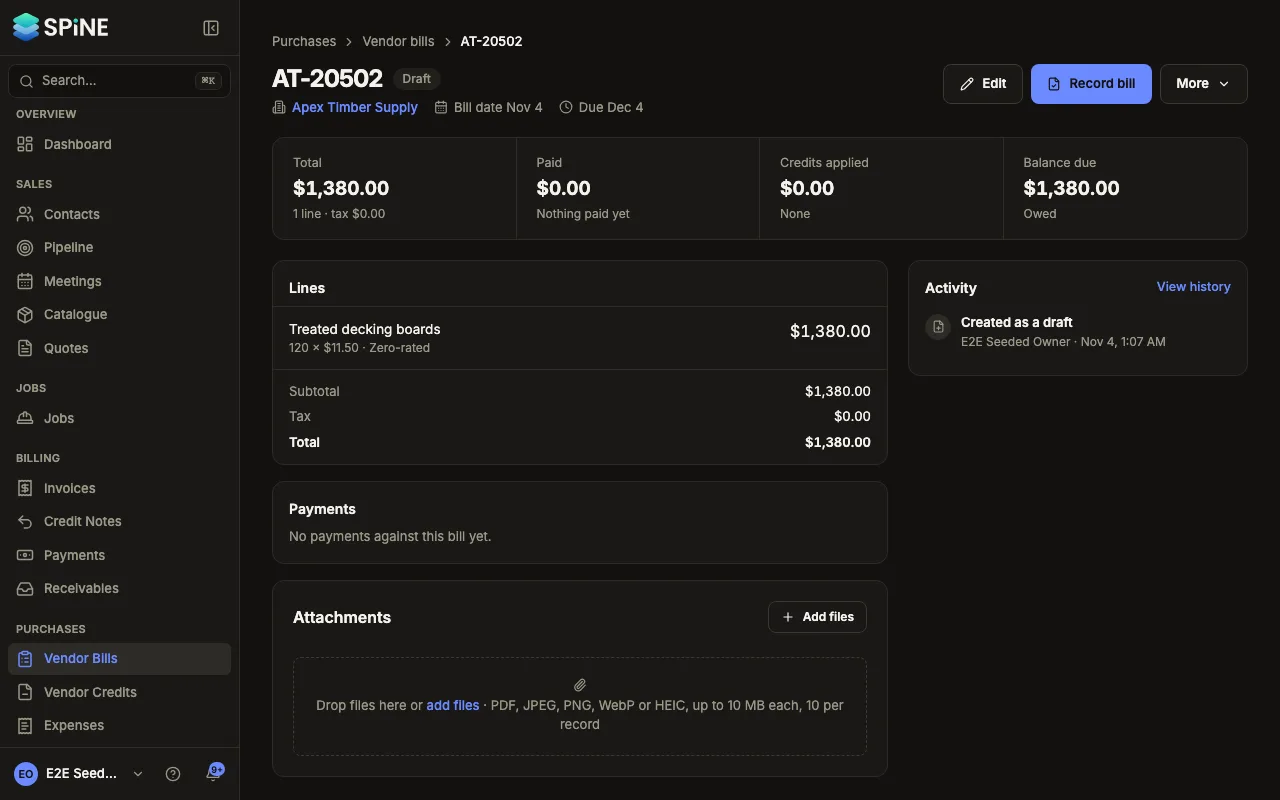 SPiNE
Search...
⌘K
OVERVIEW
Dashboard
SALES
Contacts
Pipeline
Meetings
Catalogue
Quotes
JOBS
Jobs
BILLING
Invoices
Credit Notes
Payments
Receivables
PURCHASES
Vendor Bills
Vendor Credits
Expenses
EO E2E Seed...
9+
Purchases > Vendor bills > AT-20502
AT-20502 Draft
Apex Timber Supply Bill date Nov 4 Due Dec 4
Edit
Record bill
More
Total
$1,380.00
1 line · tax $0.00
Paid
$0.00
Nothing paid yet
Credits applied
$0.00
None
Balance due
$1,380.00
Owed
Lines
Treated decking boards $1,380.00
120 × $11.50 · Zero-rated
Subtotal $1,380.00
Tax $0.00
Total $1,380.00
Payments
No payments against this bill yet.
Attachments
Add files
Drop files here or add files · PDF, JPEG, PNG, WebP or HEIC, up to 10 MB each, 10 per
record
Activity
View history
Created as a draft
E2E Seeded Owner · Nov 4, 1:07 AM